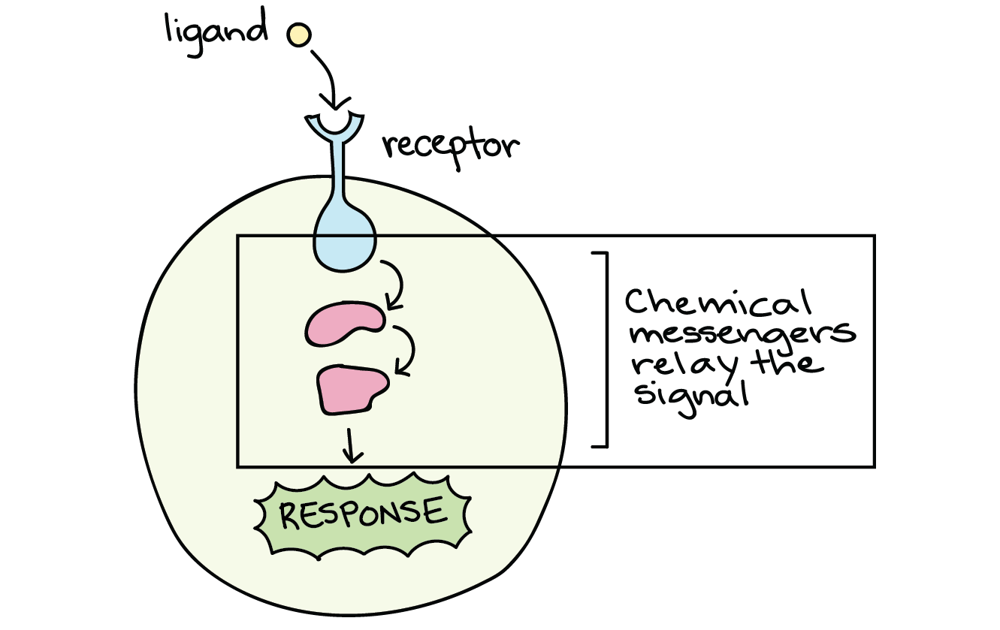 ligand
receptor
Chemical
messengers
relay the
signal
RESPONSE